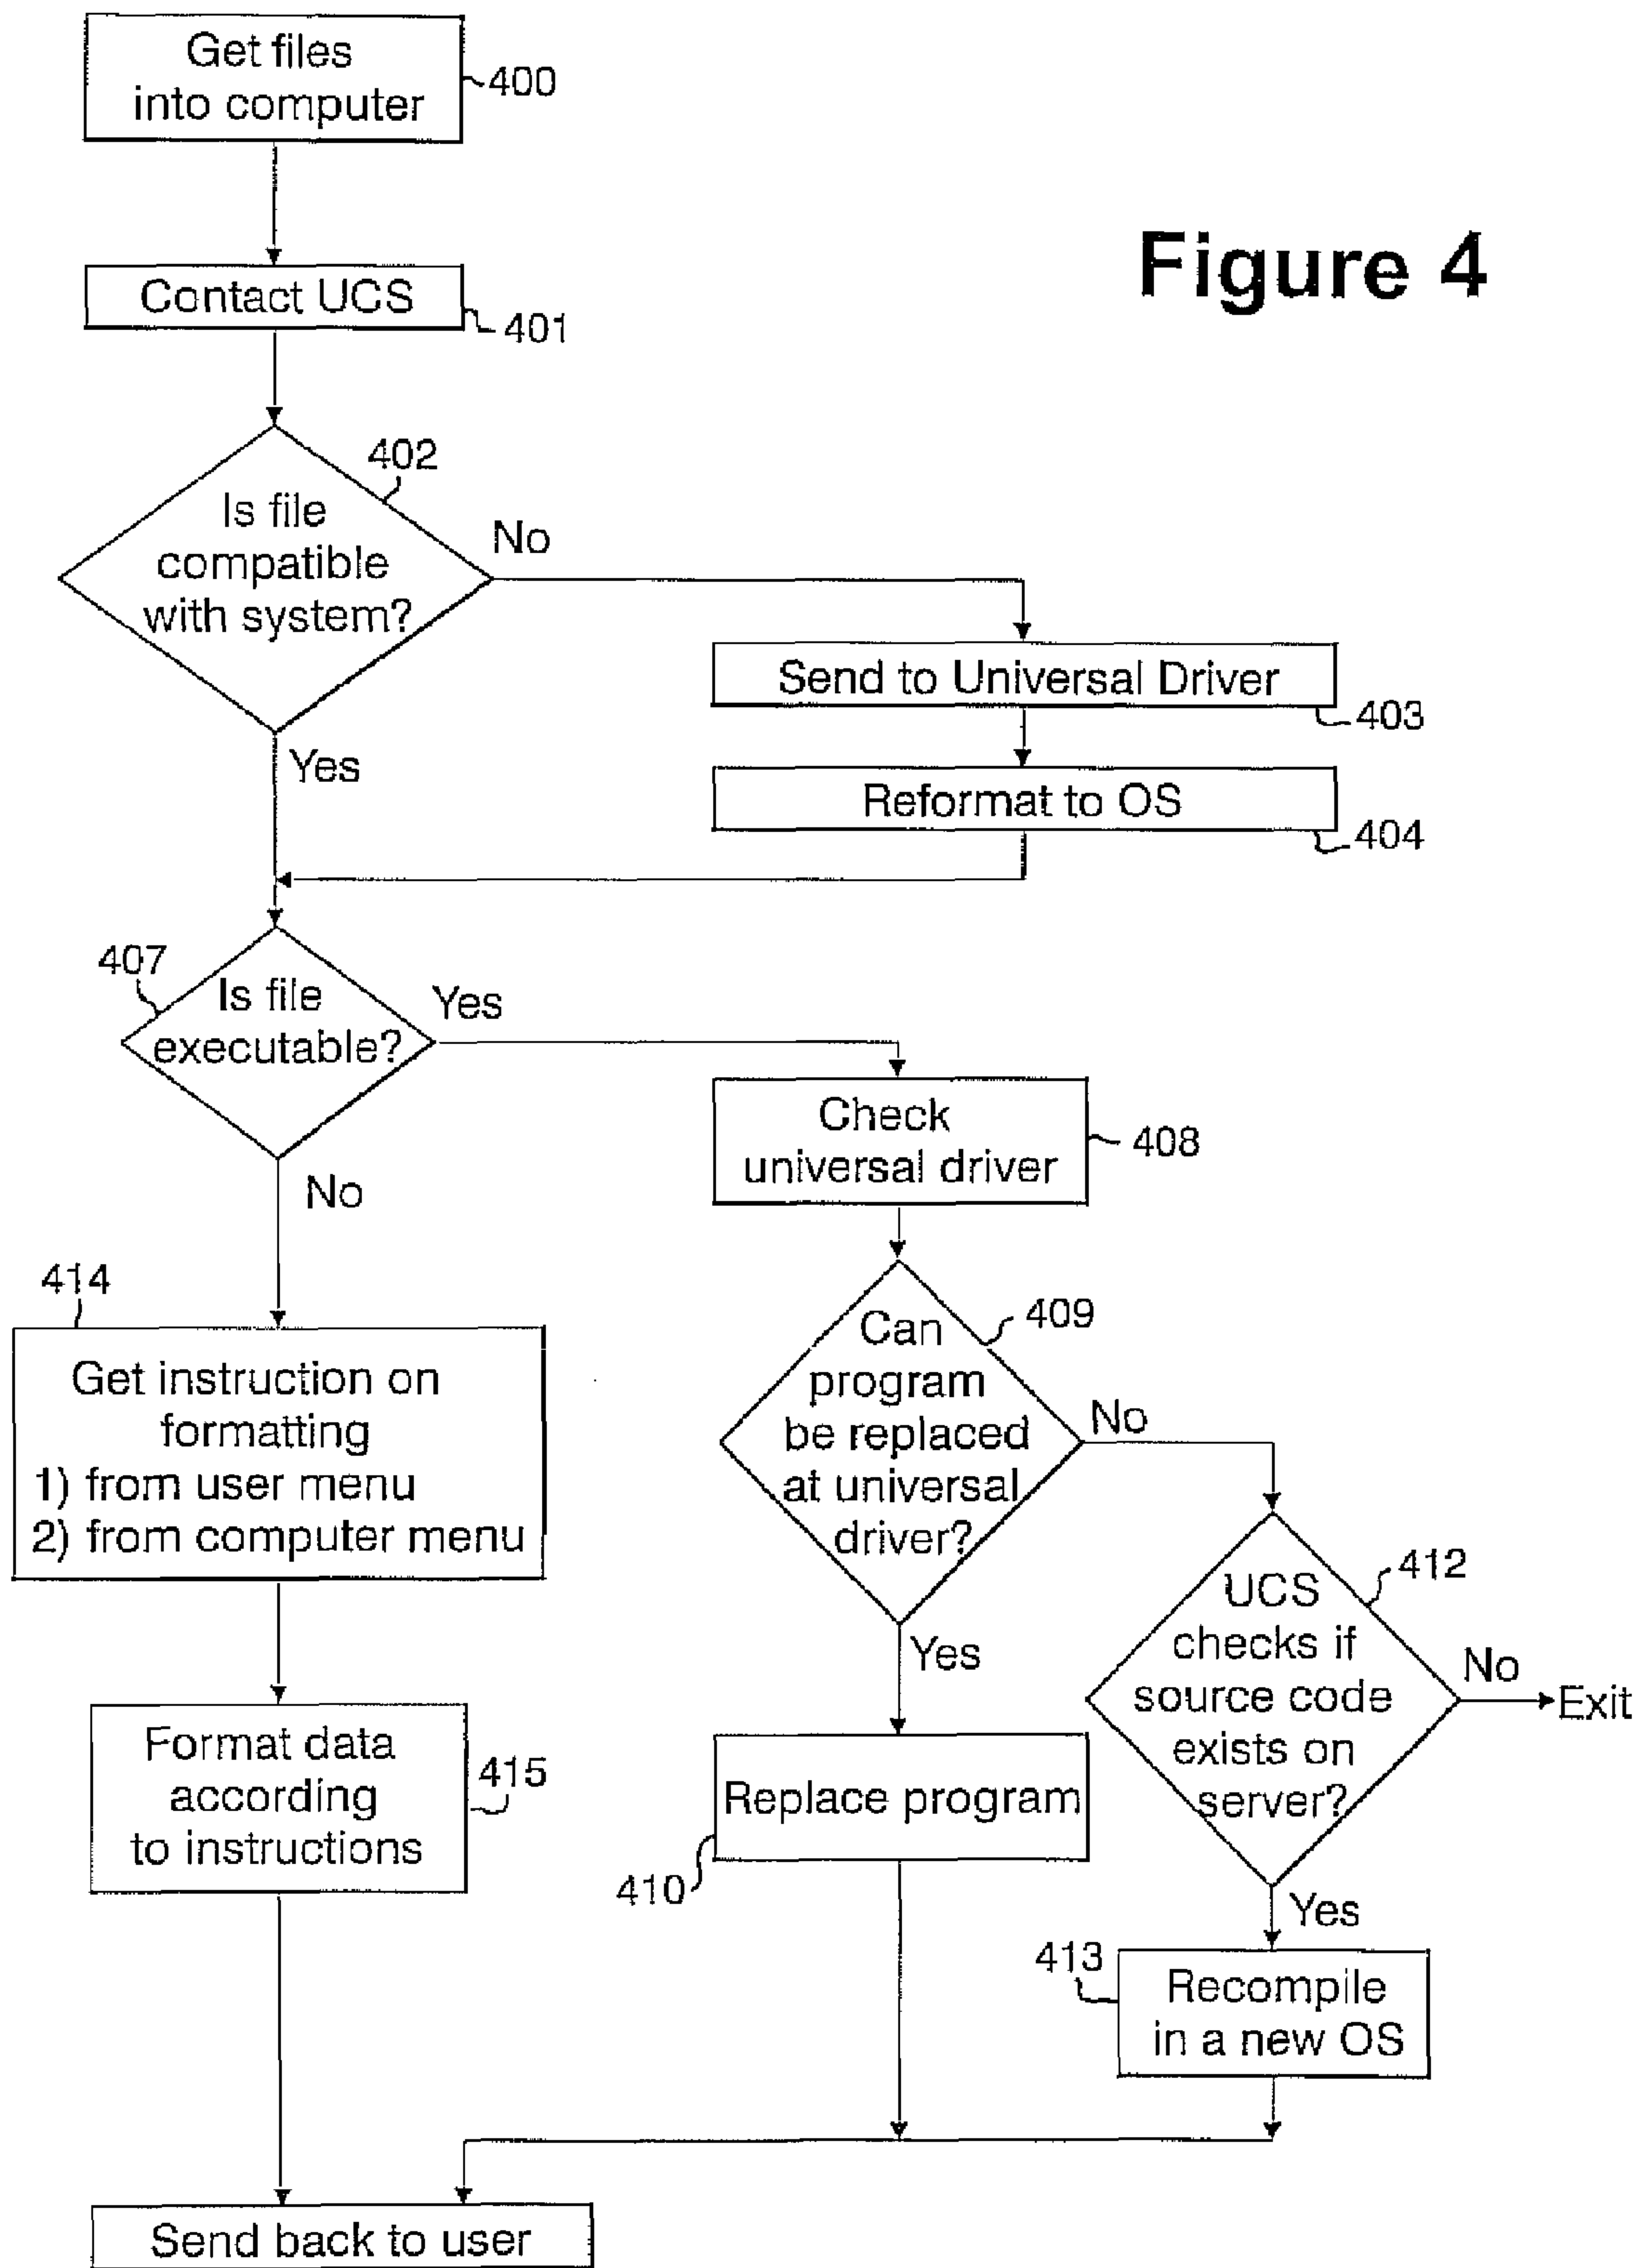 Get files
into computer
400
Figure 4
Contact UCS
401
402
Is file
compatible
with system?
No
Yes
Send to Universal Driver
403
Reformat to OS
404
407
Is file
executable?
Yes
No
Check
universal driver
408
414
Get instruction on
formatting
1) from user menu
2) from computer menu
409
Can
program
be replaced
at universal
driver?
No
Yes
412
UCS
checks if
source code
exists on
server?
No
Exit
Yes
Format data
according
to instructions
415
Replace program
410
413
Recompile
in a new OS
Send back to user